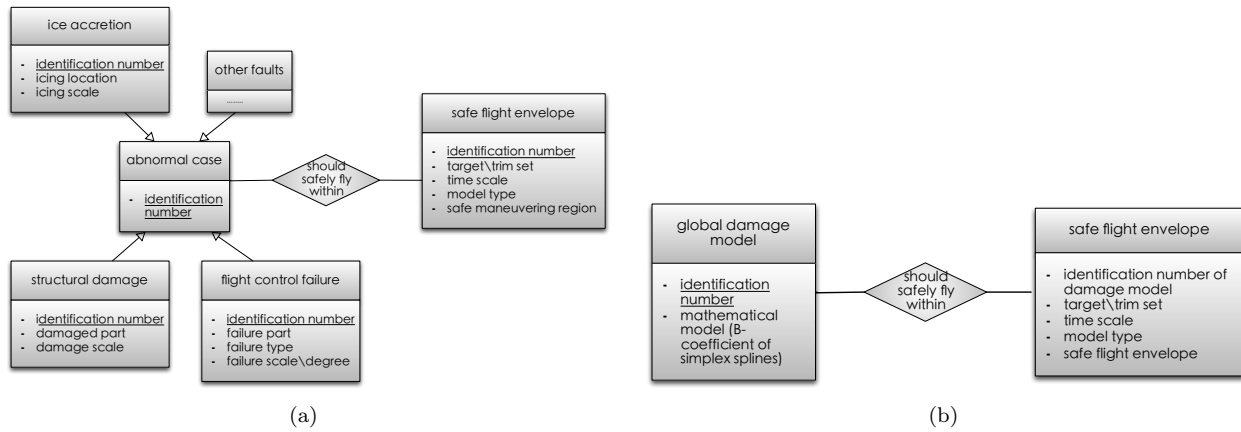 ice accretion
- identification number
- icing location
- icing scale
other faults
........
abnormal case
- identification
number
should
safely fly
within
safe flight envelope
- identification number
- target\trim set
- time scale
- model type
- safe maneuvering region
structural damage
- identification number
- damaged part
- damage scale
flight control failure
- identification number
- failure part
- failure type
- failure scale\degree
(a)
global damage
model
- identification
number
- mathematical
model (B-
coefficient of
simplex splines)
should
safely fly
within
safe flight envelope
- identification number of
damage model
- target\trim set
- time scale
- model type
- safe flight envelope
(b)